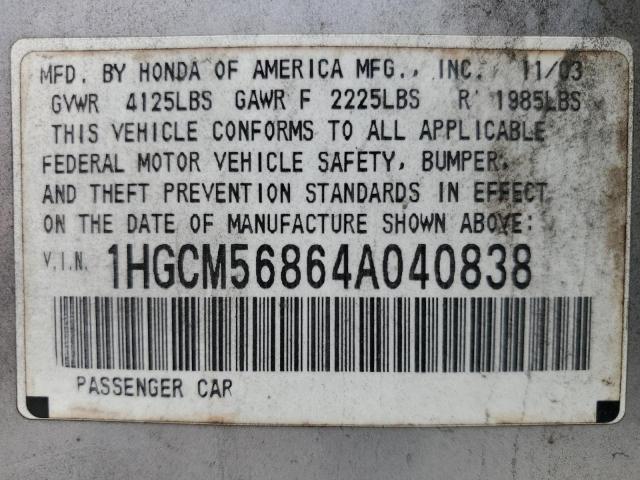 MFD. BY HONDA OF AMERICA MFG., INC. 11/03
GVWR 4125LBS GAWR F 2225LBS R 1985LBS
THIS VEHICLE CONFORMS TO ALL APPLICABLE
FEDERAL MOTOR VEHICLE SAFETY, BUMPER,
AND THEFT PREVENTION STANDARDS IN EFFECT
ON THE DATE OF MANUFACTURE SHOWN ABOVE:
V.I.N. 1HGCM56864A040838
PASSENGER CAR